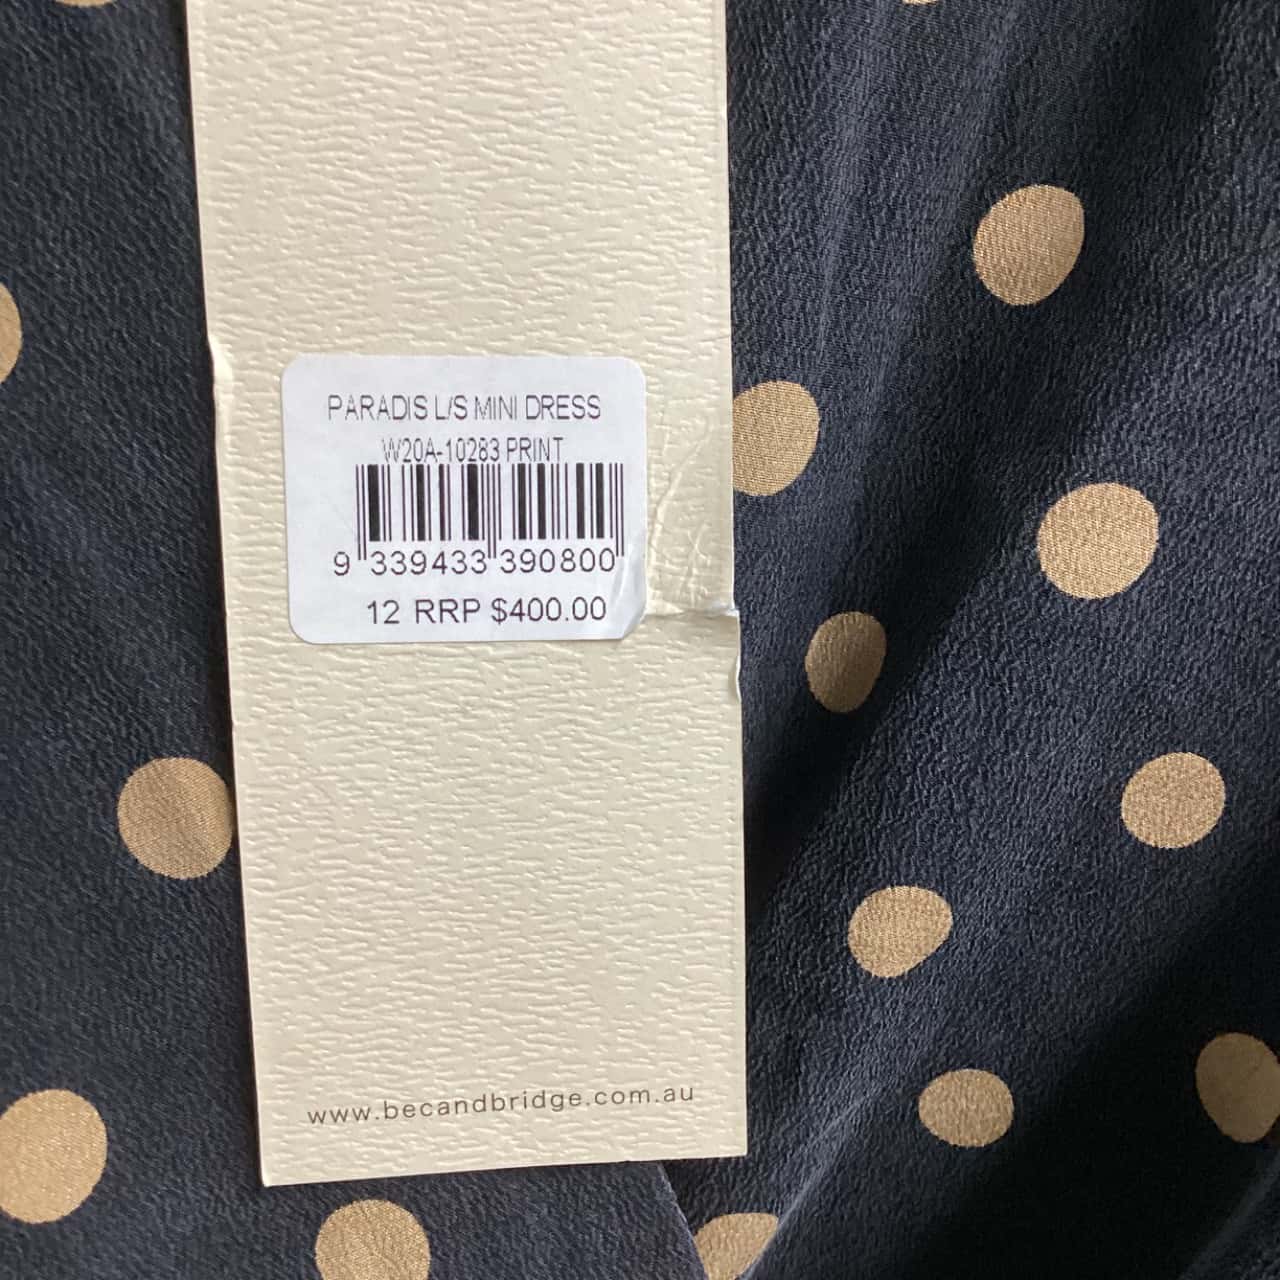 PARADIS L/S MINI DRESS
W20A-10283 PRINT
9 339433 390800
12 RRP $400.00
www.becandbridge.com.au